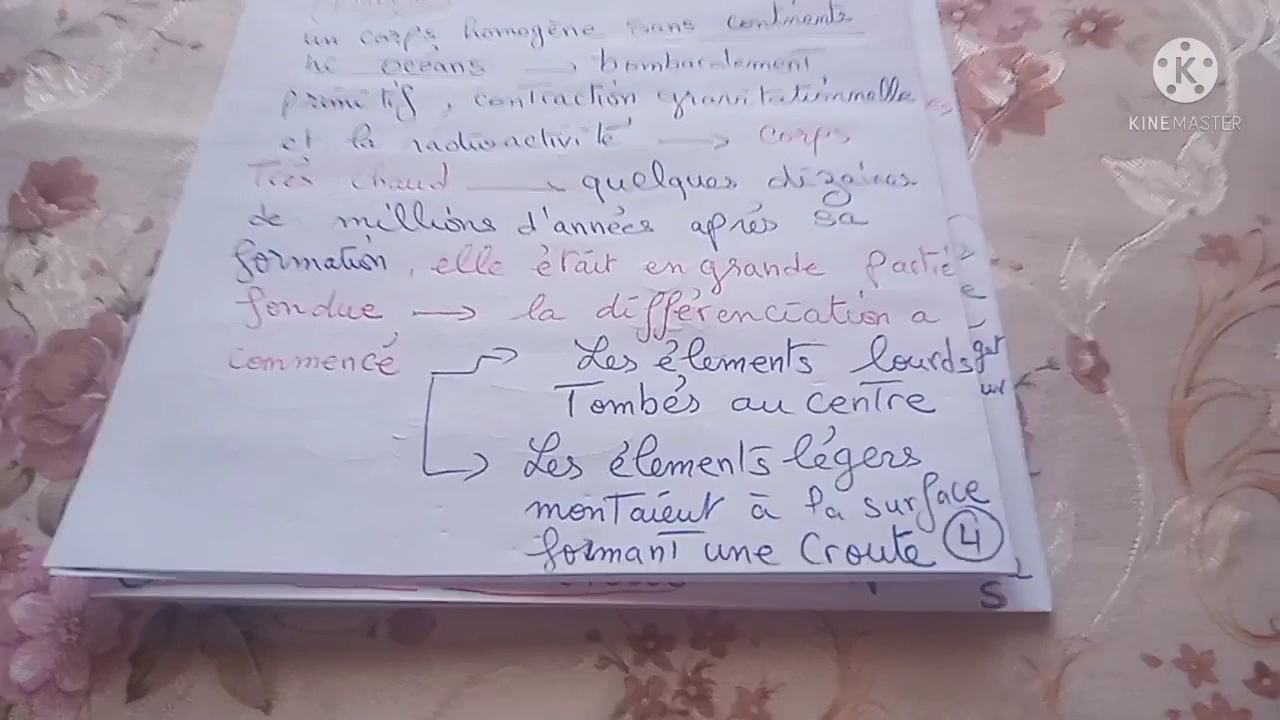 un corps homogène sans continents
ni océans → bombardement
primitif, contraction gravitationnelle
et la radioactivité → corps
Très chaud → quelques dizaines
de millions d'années après sa
formation, elle était en grande partie
fondue → la différenciation a
commencé → Les élements lourds
Tombés au centre
→ Les élements légers
montaient à la surface
formant une croute 4
S
KINEMASTER